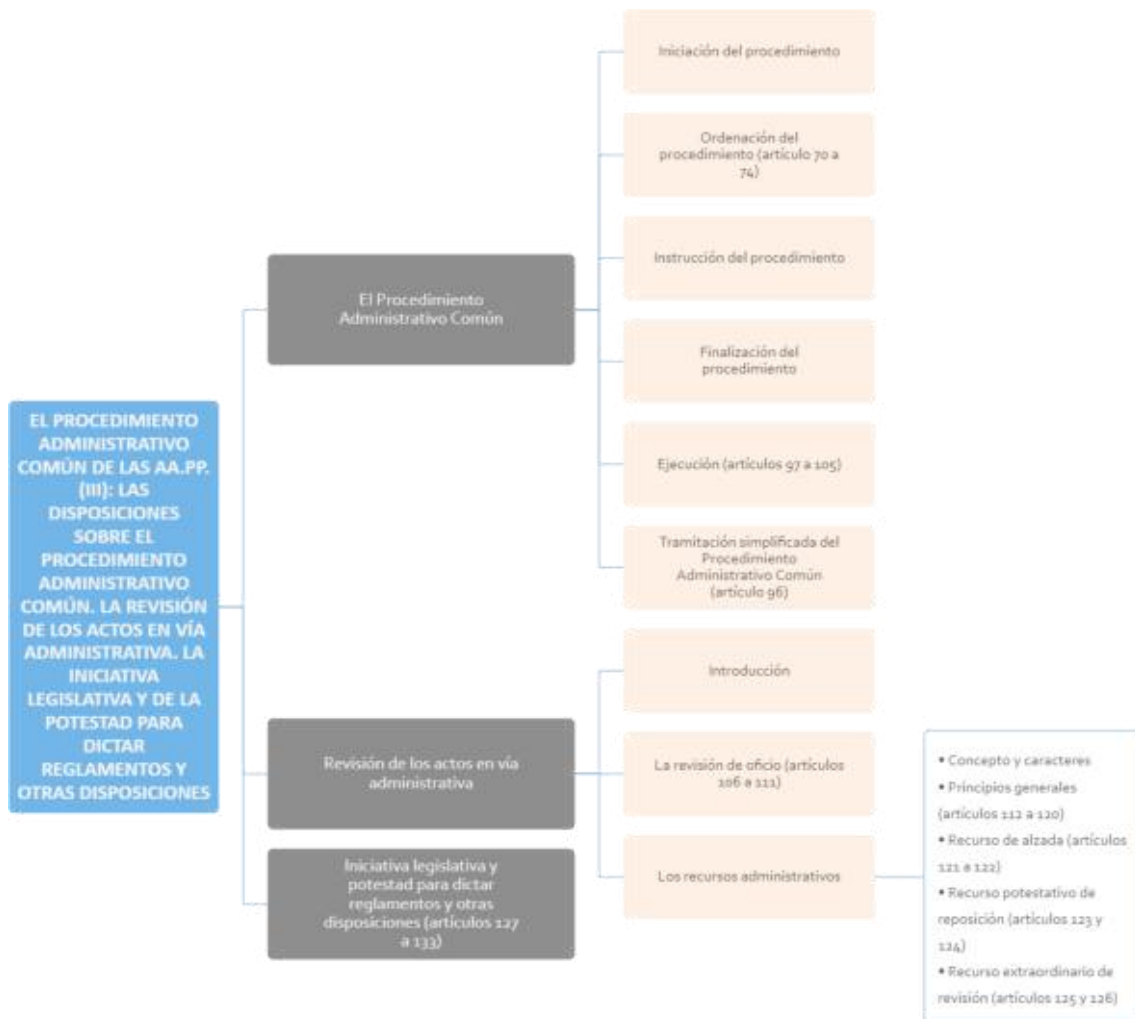 EL PROCEDIMIENTO
ADMINISTRATIVO
COMÚN DE LAS AA.PP.
(III): LAS
DISPOSICIONES
SOBRE EL
PROCEDIMIENTO
ADMINISTRATIVO
COMÚN. LA REVISIÓN
DE LOS ACTOS EN VÍA
ADMINISTRATIVA. LA
INICIATIVA
LEGISLATIVA Y DE LA
POTESTAD PARA
DICTAR
REGLAMENTOS Y
OTRAS DISPOSICIONES
El Procedimiento
Administrativo Común
Iniciación del procedimiento
Ordenación del
procedimiento (artículo 70 a
74)
Instrucción del procedimiento
Finalización del
procedimiento
Ejecución (artículos 97 a 105)
Tramitación simplificada del
Procedimiento
Administrativo Común
(artículo 96)
Revisión de los actos en vía
administrativa
Introducción
La revisión de oficio (artículos
106 a 111)
Los recursos administrativos
• Concepto y caracteres
• Principios generales
(artículos 112 a 120)
• Recurso de alzada (artículos
121 a 122)
• Recurso potestativo de
reposición (artículos 123 y
124)
• Recurso extraordinario de
revisión (artículos 125 y 126)
Iniciativa legislativa y
potestad para dictar
reglamentos y otras
disposiciones (artículos 127
a 133)